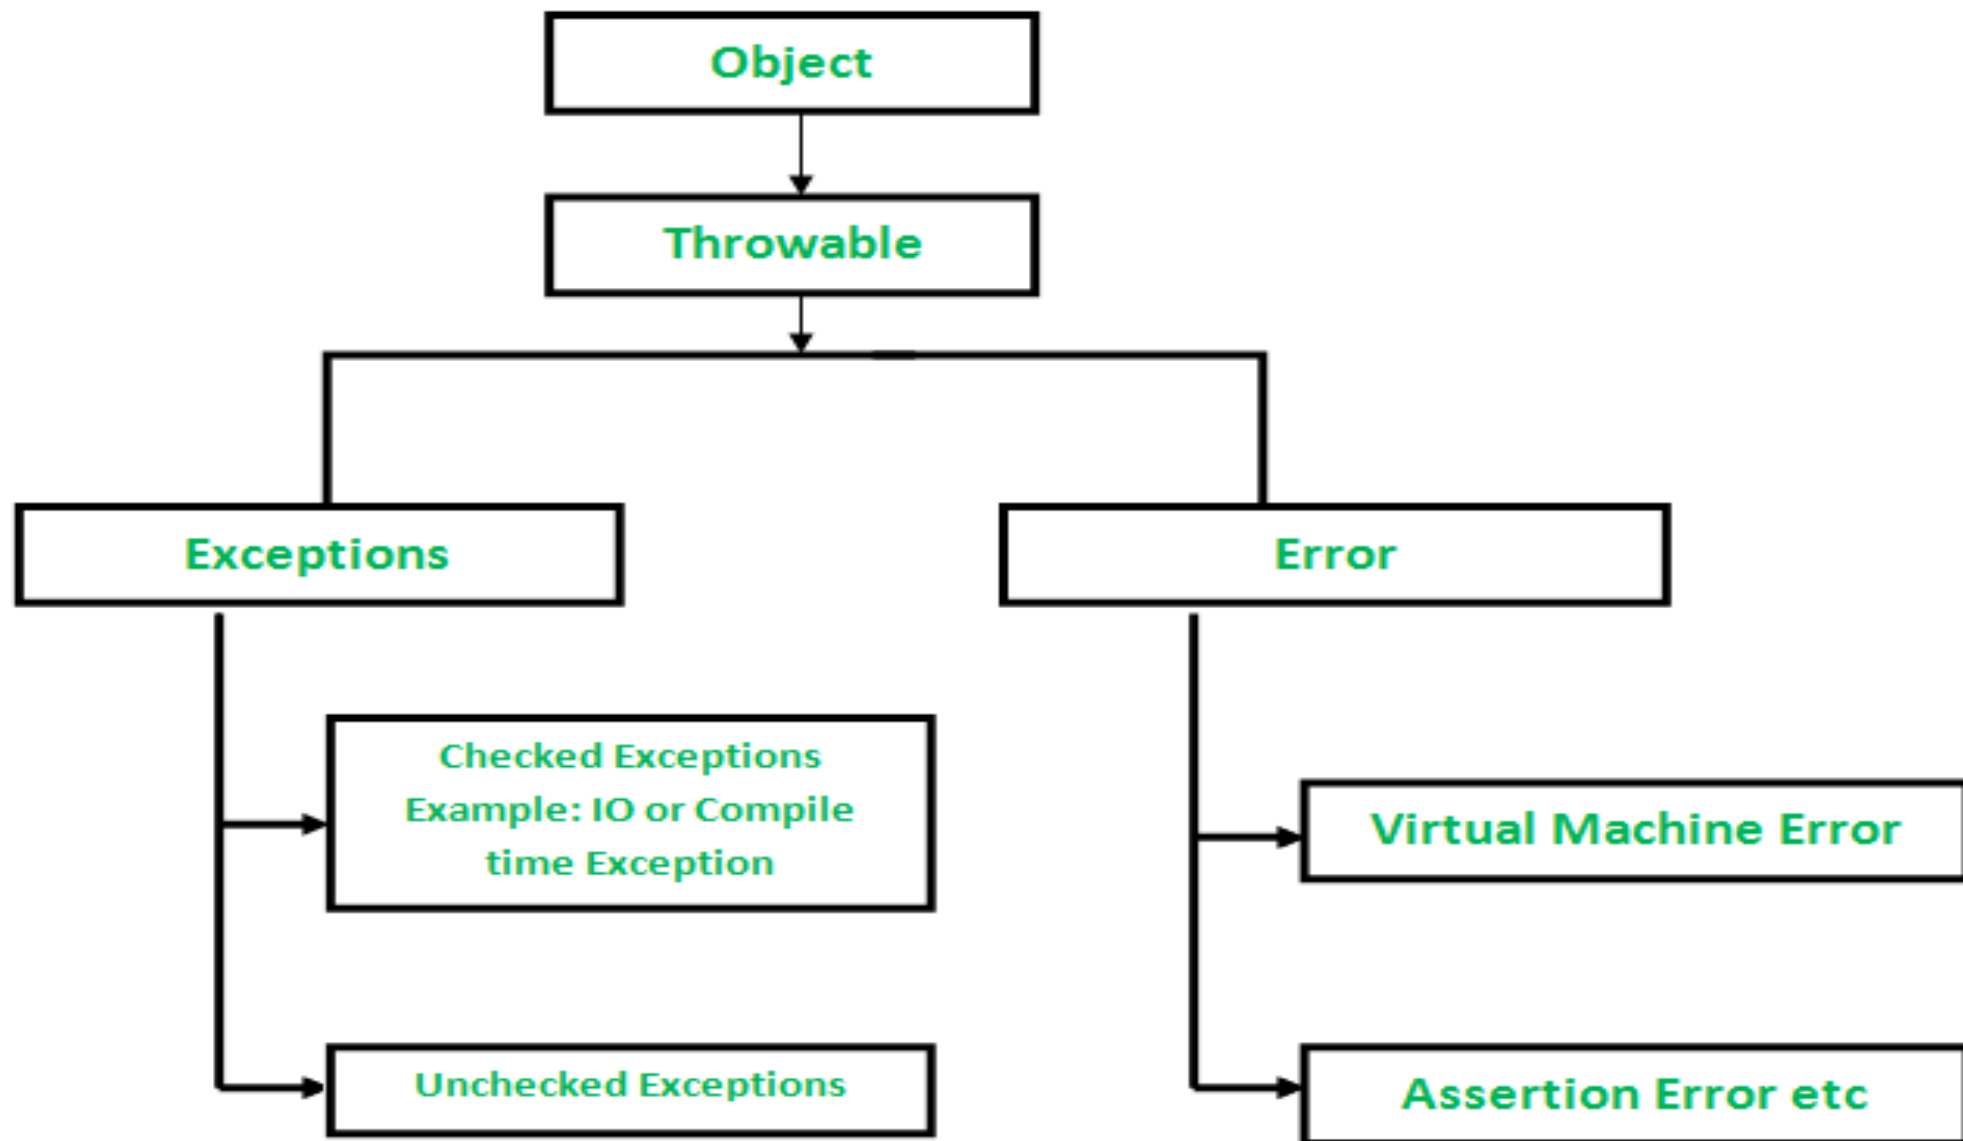 Object
Throwable
Exceptions
Error
Checked Exceptions
Example: IO or Compile
time Exception
Virtual Machine Error
Unchecked Exceptions
Assertion Error etc